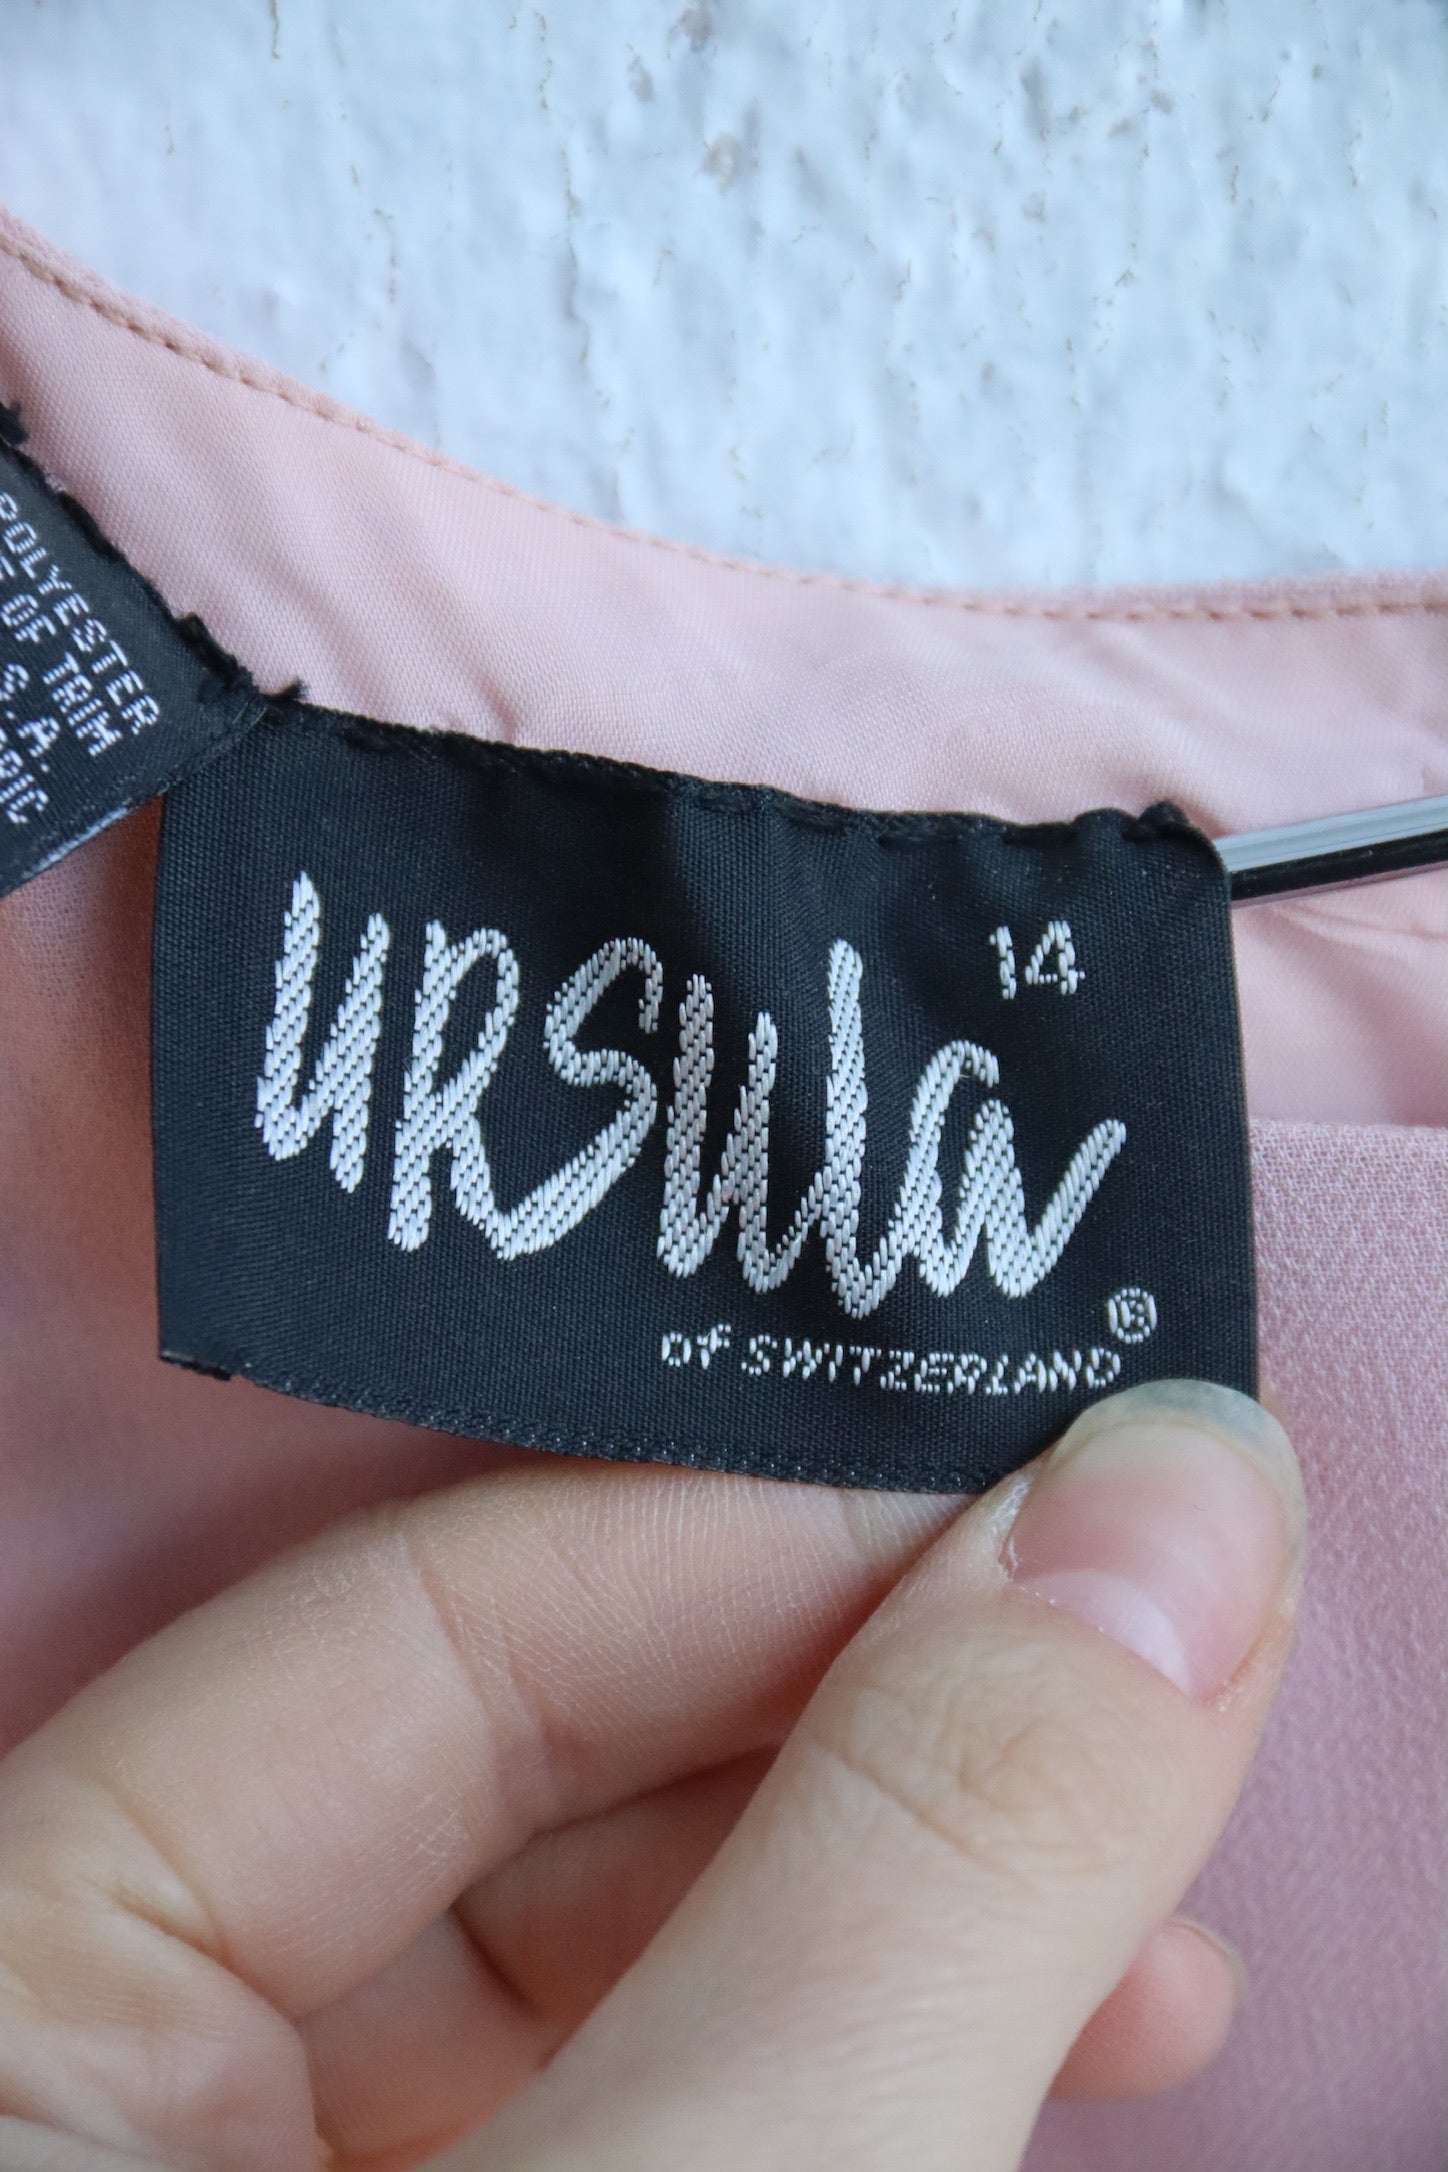 POLYESTER
OF TRIM
S.A.
14
URSula
OF SWITZERLAND®